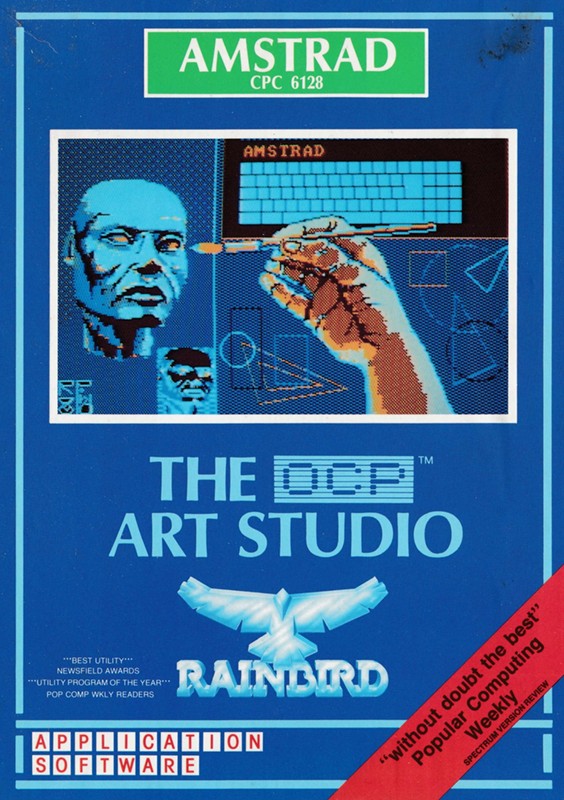 AMSTRAD
CPC 6128
AMSTRAD
THE OCP™
ART STUDIO
RAINBIRD
"""BEST UTILITY"""
NEWSFIELD AWARDS
"""UTILITY PROGRAM OF THE YEAR"""
POP COMP WKLY READERS
"without doubt the best"
Popular Computing
Weekly
SPECTRUM VERSION REVIEW
APPLICATION
SOFTWARE